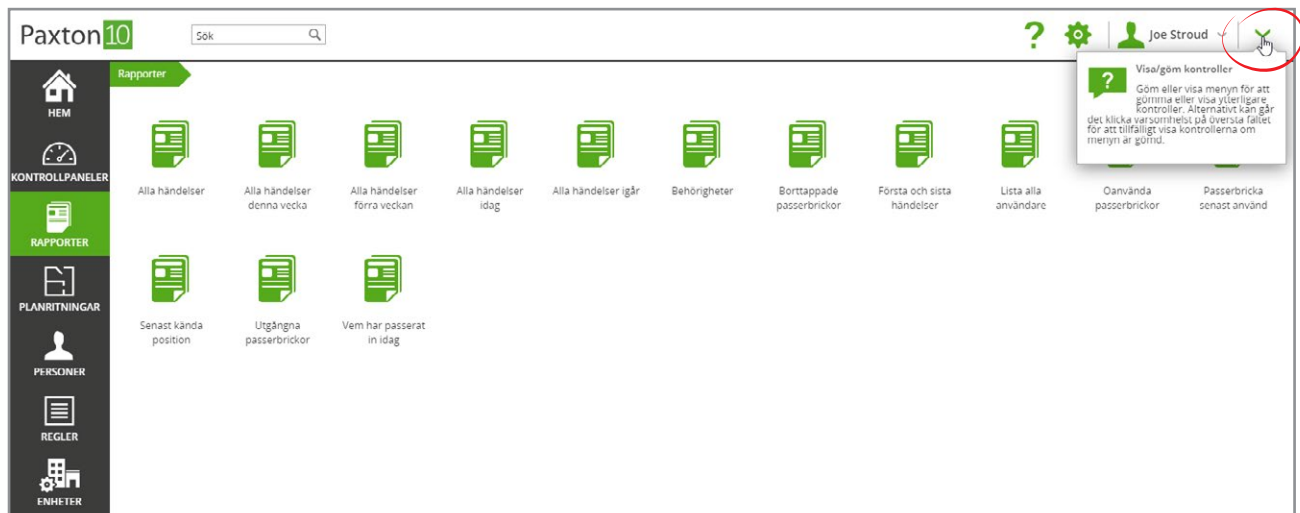 Paxton 10
Sök
?
Joe Stroud
HEM
KONTROLLPANELER
RAPPORTER
PLANRITNINGAR
PERSONER
REGLER
ENHETER
Rapporter
?
Visa/göm kontroller
Göm eller visa menyn för att
gömma eller visa ytterligare
kontroller. Alternativt kan går
det klicka varsomhelst på översta fältet
för att tillfälligt visa kontrollerna om
menyn är gömd.
Alla händelser
Alla händelser
denna vecka
Alla händelser
förra veckan
Alla händelser
idag
Alla händelser igår
Behörigheter
Borttappade
passerbrickor
Första och sista
händelser
Lista alla
användare
Oanvända
passerbrickor
Passerbricka
senast använd
Senast kända
position
Utgångna
passerbrickor
Vem har passerat
in idag